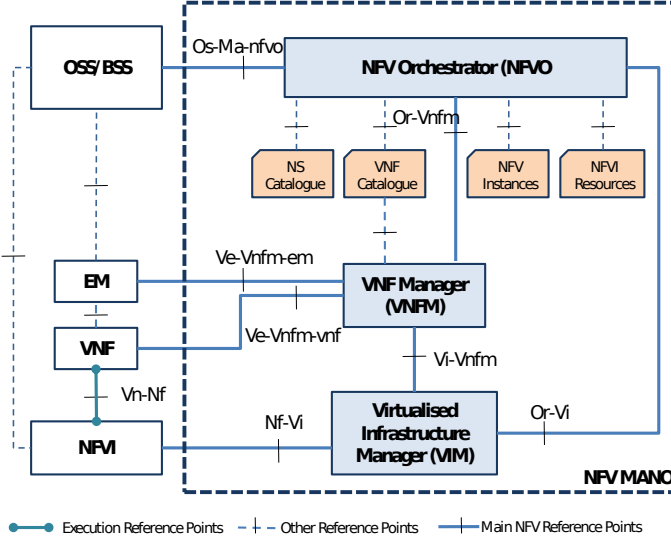 Os-Ma-nfvo
OSS/BSS
NFV Orchestrator (NFVO
Or-Vnfm
NS
Catalogue
VNF
Catalogue
NFV
Instances
NFVI
Resources
Ve-Vnfm-em
EM
VNF Manager
(VNFM)
VNF
Ve-Vnfm-vnf
Vi-Vnfm
Vn-Nf
Virtualised
Infrastructure
Manager (VIM)
Nf-Vi
Or-Vi
NFVI
NFV MANO
Execution Reference Points
Other Reference Points
Main NFV Reference Points